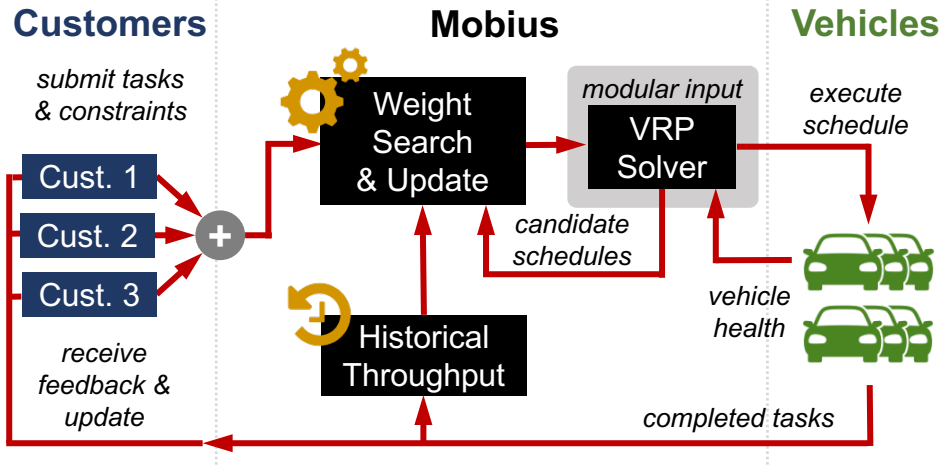 Customers
Mobius
Vehicles
submit tasks
& constraints
Cust. 1
Cust. 2
Cust. 3
+
receive
feedback &
update
Weight
Search
& Update
modular input
VRP
Solver
candidate
schedules
Historical
Throughput
execute
schedule
vehicle
health
completed tasks